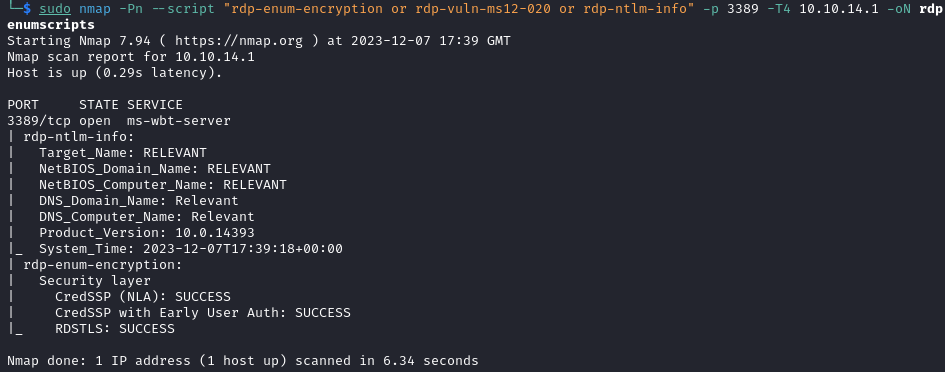 └─$ sudo nmap -Pn --script "rdp-enum-encryption or rdp-vuln-ms12-020 or rdp-ntlm-info" -p 3389 -T4 10.10.14.1 -oN rdp
enumscripts
Starting Nmap 7.94 ( https://nmap.org ) at 2023-12-07 17:39 GMT
Nmap scan report for 10.10.14.1
Host is up (0.29s latency).

PORT     STATE SERVICE
3389/tcp open  ms-wbt-server
| rdp-ntlm-info:
|   Target_Name: RELEVANT
|   NetBIOS_Domain_Name: RELEVANT
|   NetBIOS_Computer_Name: RELEVANT
|   DNS_Domain_Name: Relevant
|   DNS_Computer_Name: Relevant
|   Product_Version: 10.0.14393
|_  System_Time: 2023-12-07T17:39:18+00:00
| rdp-enum-encryption:
|   Security layer
|     CredSSP (NLA): SUCCESS
|     CredSSP with Early User Auth: SUCCESS
|_    RDSTLS: SUCCESS

Nmap done: 1 IP address (1 host up) scanned in 6.34 seconds